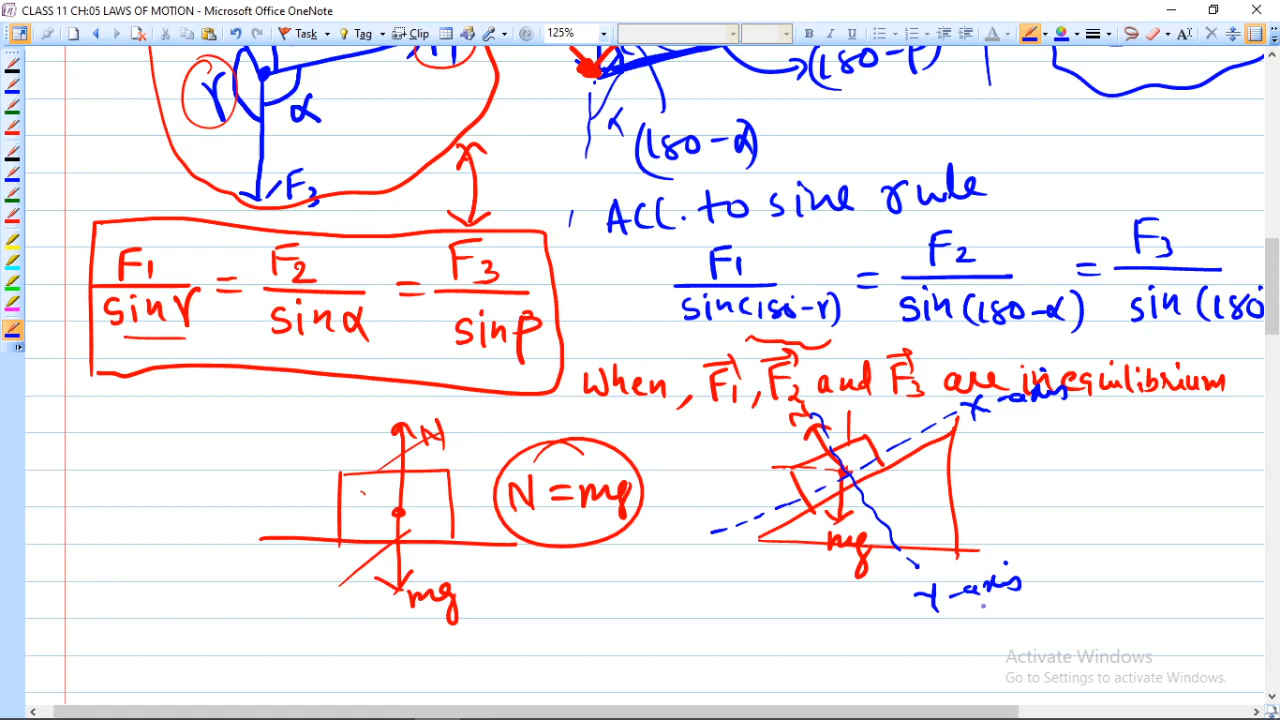 CLASS 11 CH:05 LAWS OF MOTION - Microsoft Office OneNote
Task Tag Clip 125% B I U
γ α F3
(180-β)
α (180-α)
Acc. to sine rule
F1/sinγ = F2/sinα = F3/sinβ
F1/sin(180-γ) = F2/sin(180-α) = F3/sin(180
When, F1, F2 and F3 are in equilibrium
X-axis
N
N
N = mg
mg
mg
Y-axis
Activate Windows
Go to Settings to activate Windows.